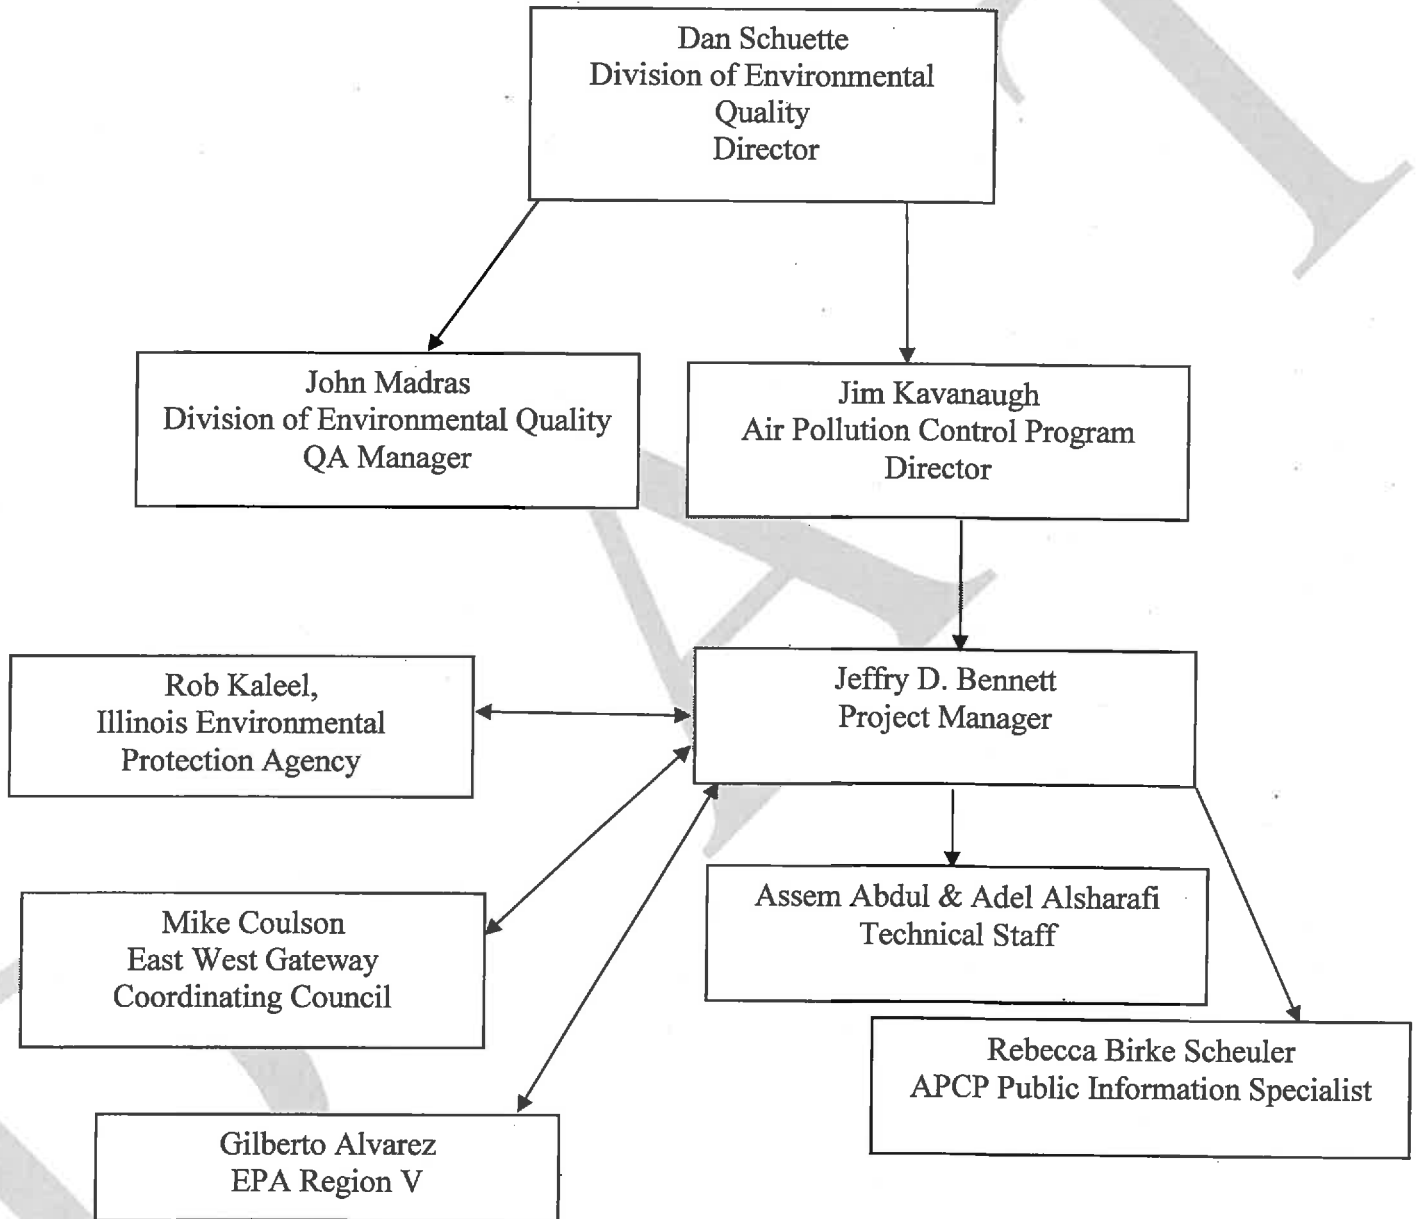 Dan Schuette
Division of Environmental
Quality
Director
John Madras
Division of Environmental Quality
QA Manager
Jim Kavanaugh
Air Pollution Control Program
Director
Rob Kaleel,
Illinois Environmental
Protection Agency
Jeffry D. Bennett
Project Manager
Mike Coulson
East West Gateway
Coordinating Council
Assem Abdul & Adel Alsharafi
Technical Staff
Rebecca Birke Scheuler
APCP Public Information Specialist
Gilberto Alvarez
EPA Region V